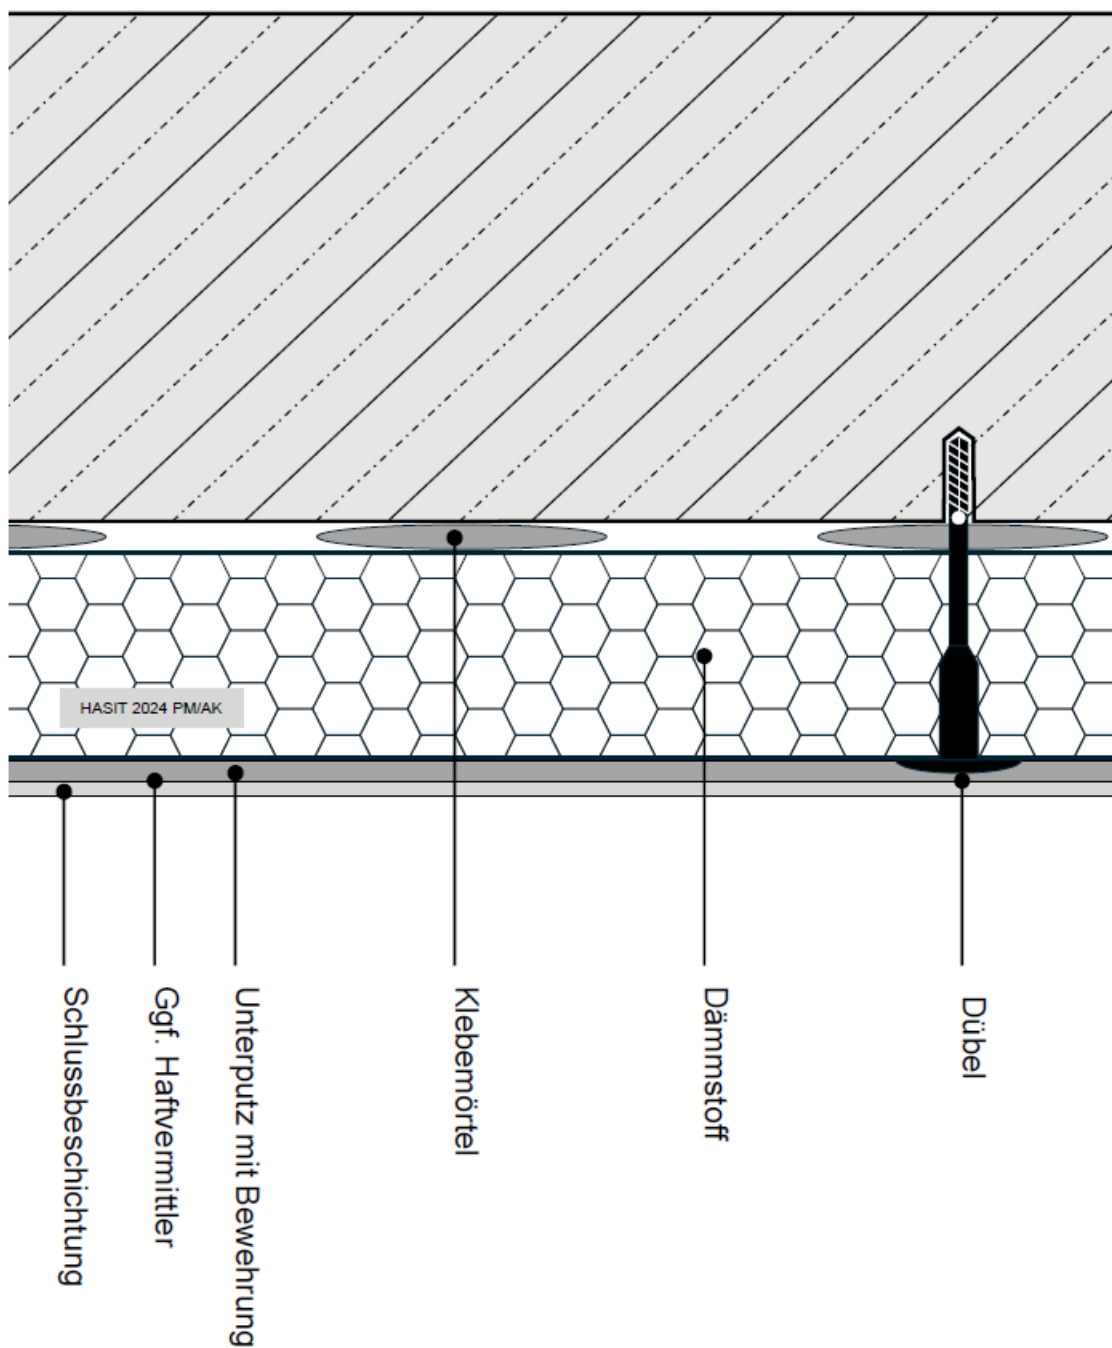 HASIT 2024 PM/AK
Dübel
Dämmstoff
Klebemörtel
Unterputz mit Bewehrung
Ggf. Haftvermittler
Schlussbeschichtung